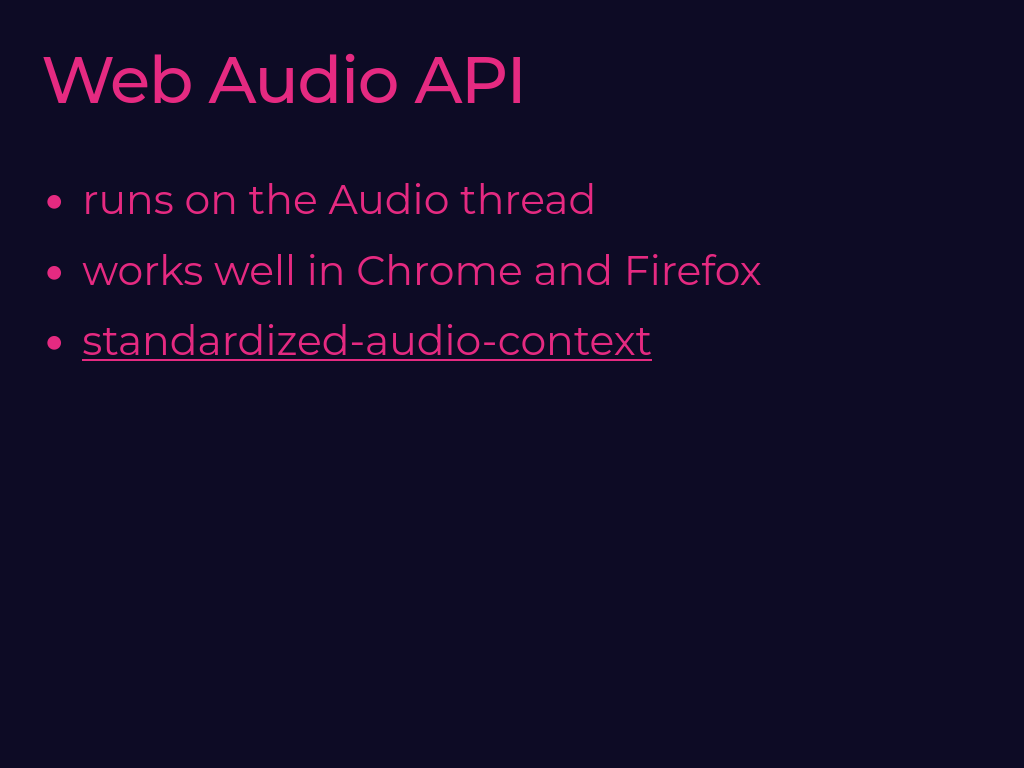 Web Audio API
• runs on the Audio thread
• works well in Chrome and Firefox
• standardized-audio-context